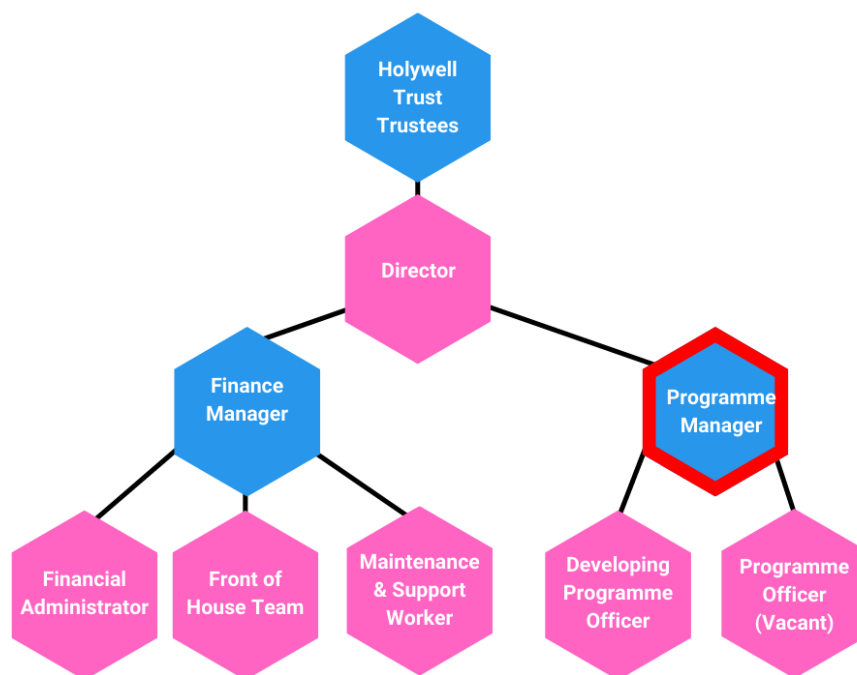 Holywell
Trust
Trustees
Director
Finance
Manager
Programme
Manager
Financial
Administrator
Front of
House Team
Maintenance
& Support
Worker
Developing
Programme
Officer
Programme
Officer
(Vacant)